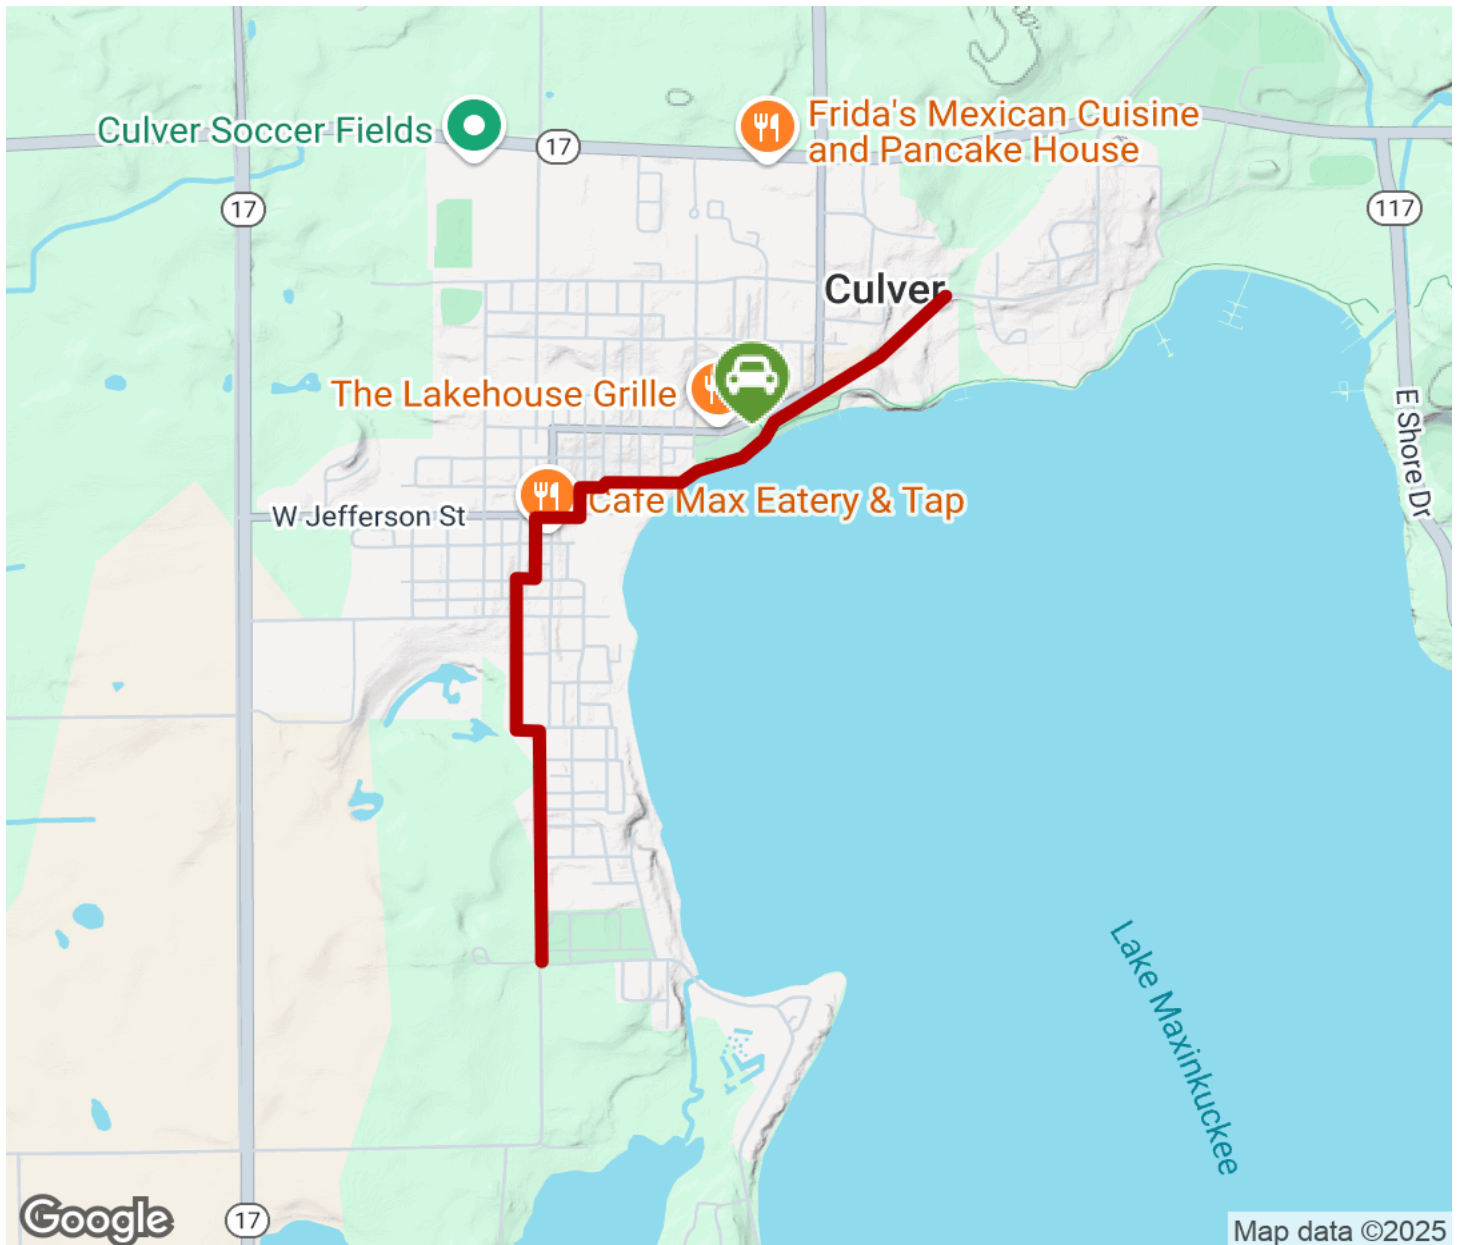 Culver Soccer Fields
17
Frida's Mexican Cuisine
and Pancake House
17
117
Culver
The Lakehouse Grille
E Shore Dr
Cafe Max Eatery & Tap
W Jefferson St
Lake Maxinkuckee
Google
17
Map data ©2025